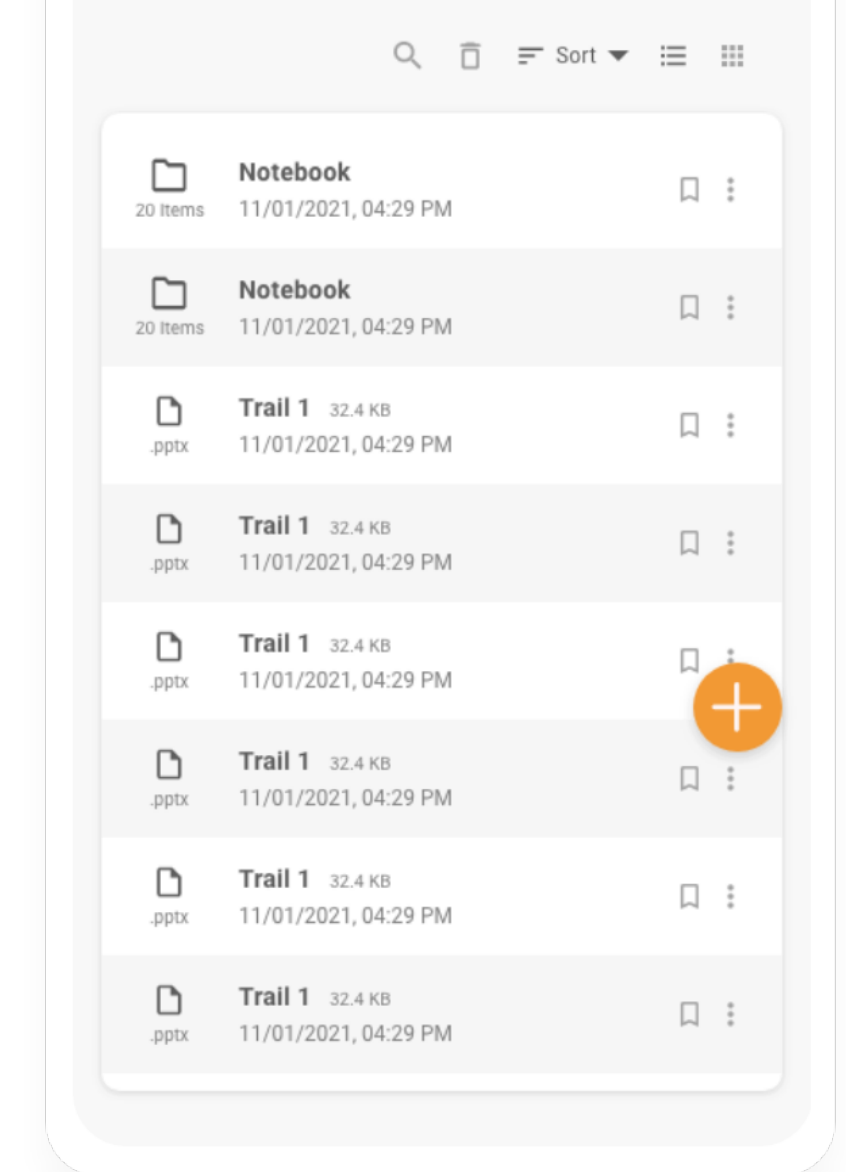 Sort
Notebook
20 Items 11/01/2021, 04:29 PM
Notebook
20 Items 11/01/2021, 04:29 PM
Trail 1 32.4 KB
.pptx 11/01/2021, 04:29 PM
Trail 1 32.4 KB
.pptx 11/01/2021, 04:29 PM
Trail 1 32.4 KB
.pptx 11/01/2021, 04:29 PM
Trail 1 32.4 KB
.pptx 11/01/2021, 04:29 PM
Trail 1 32.4 KB
.pptx 11/01/2021, 04:29 PM
Trail 1 32.4 KB
.pptx 11/01/2021, 04:29 PM